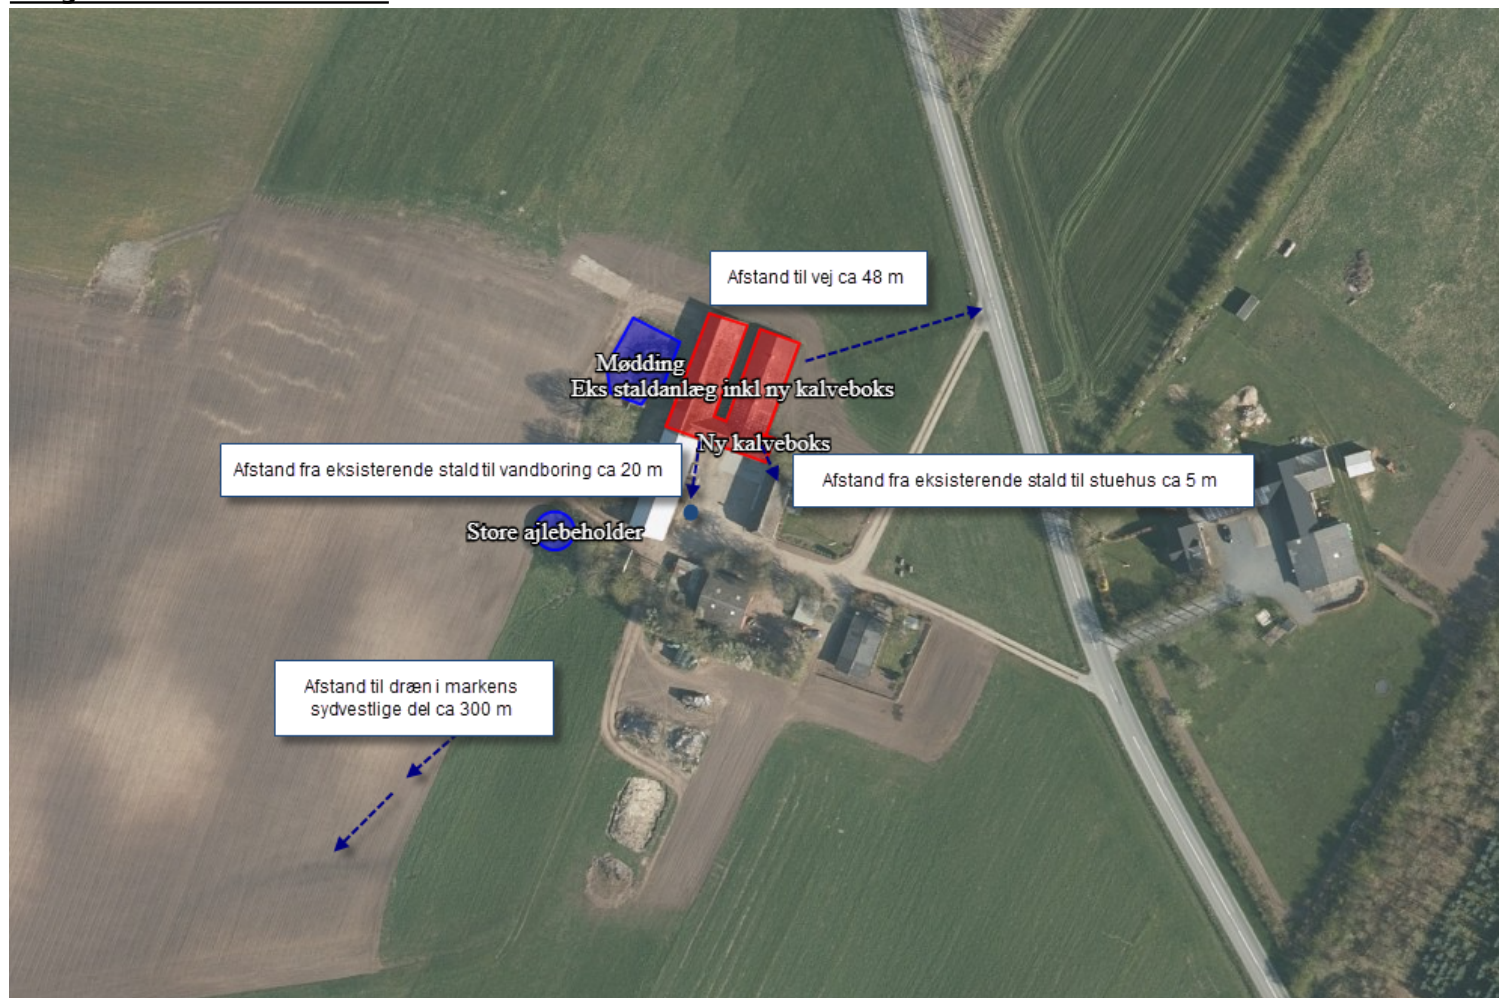 Afstand til vej ca 48 m
Mødding
Eks staldanlæg inkl ny kalveboks
Ny kalveboks
Afstand fra eksisterende stald til vandboring ca 20 m
Afstand fra eksisterende stald til stuehus ca 5 m
Store ajlebeholder
Afstand til dræn i markens
sydvestlige del ca 300 m